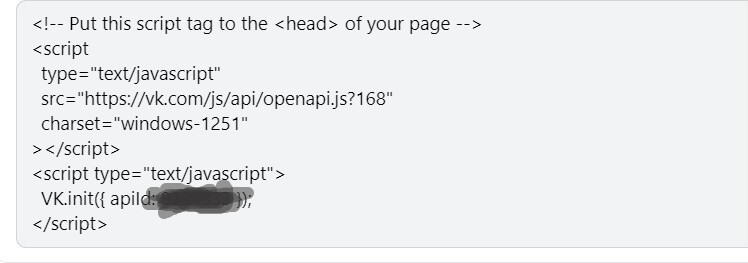 <!-- Put this script tag to the <head> of your page -->
<script
type="text/javascript"
src="https://vk.com/js/api/openapi.js?168"
charset="windows-1251"
></script>
<script type="text/javascript">
VK.init({ apiId: });
</script>